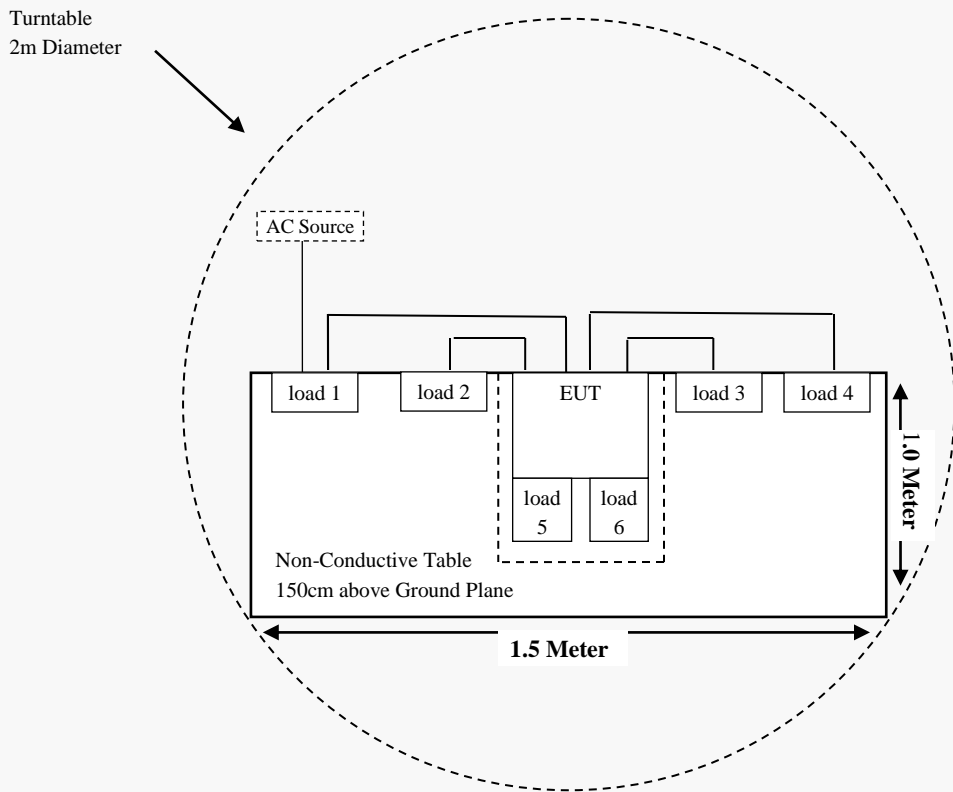 Turntable
2m Diameter
AC Source
load 1
load 2
EUT
load 3
load 4
load
5
load
6
1.0 Meter
Non-Conductive Table
150cm above Ground Plane
1.5 Meter